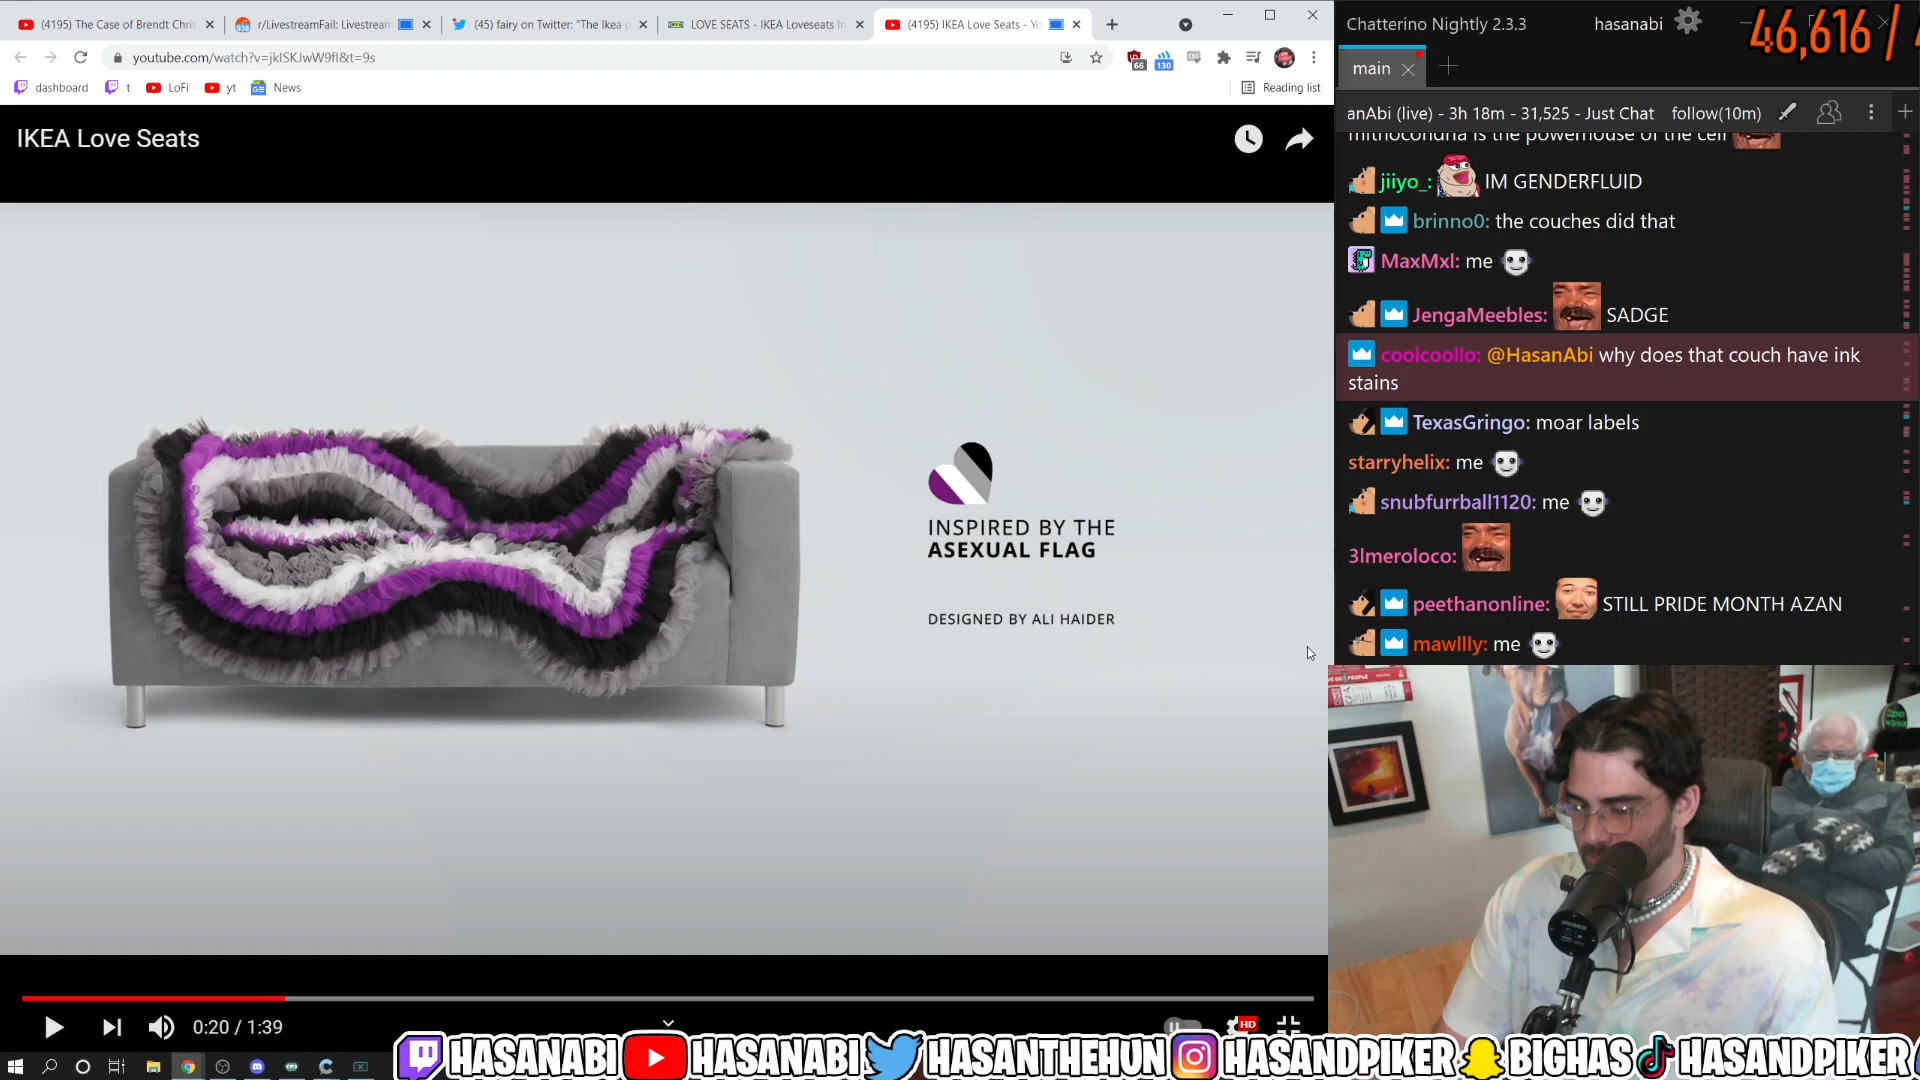 (4195) The Case of Brendt Chris
r/LivestreamFail: Livestream
(45) fairy on Twitter: "The Ikea p
LOVE SEATS - IKEA Loveseats In
(4195) IKEA Love Seats - Yo
youtube.com/watch?v=jkISKJwW9fI&t=9s
66
130
dashboard
t
LoFi
yt
News
Reading list
IKEA Love Seats
INSPIRED BY THE
ASEXUAL FLAG
DESIGNED BY ALI HAIDER
0:20 / 1:39
HD
Chatterino Nightly 2.3.3
hasanabi
46,616 /
main
anAbi (live) - 3h 18m - 31,525 - Just Chat
follow(10m)
mithocondria is the powerhouse of the cell
jiiyo_: IM GENDERFLUID
brinno0: the couches did that
MaxMxl: me
JengaMeebles: SADGE
coolcoollo: @HasanAbi why does that couch have ink
stains
TexasGringo: moar labels
starryhelix: me
snubfurrball1120: me
3lmeroloco:
peethanonline: STILL PRIDE MONTH AZAN
mawllly: me
HASANABI HASANABI HASANTHEHUN HASANDPIKER BIGHAS HASANDPIKER